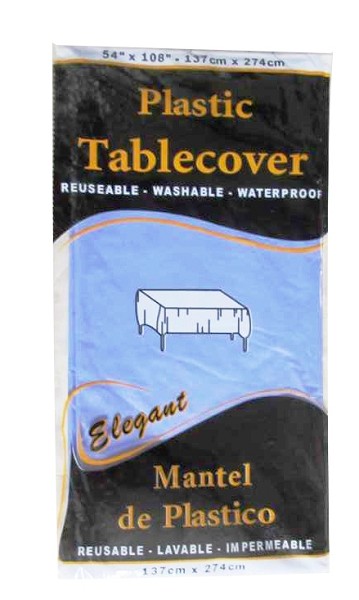 54" x 108" - 137cm x 274cm
Plastic
Tablecover
REUSEABLE - WASHABLE - WATERPROOF
Elegant
Mantel
de Plastico
REUSABLE - LAVABLE - IMPERMEABLE
137cm x 274cm